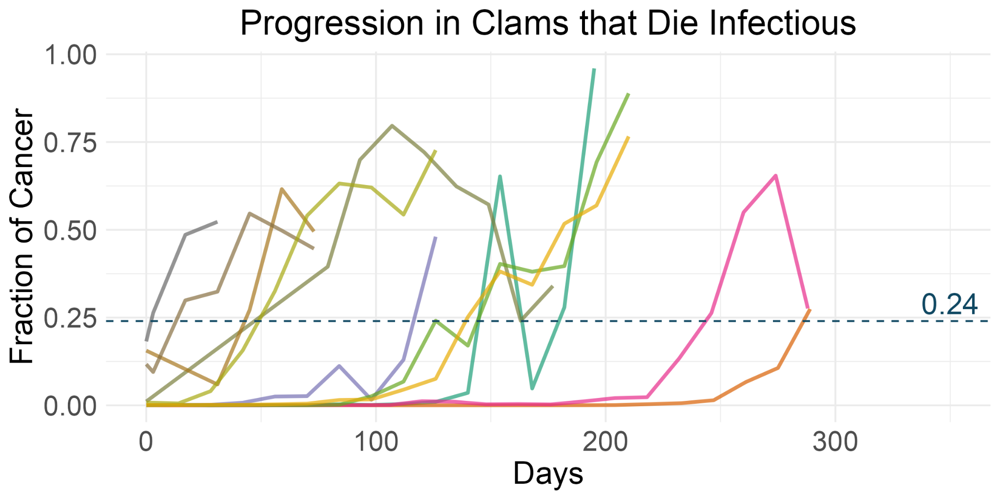 Progression in Clams that Die Infectious
Fraction of Cancer
1.00
0.75
0.50
0.25
0.00
0.24
0 100 200 300
Days